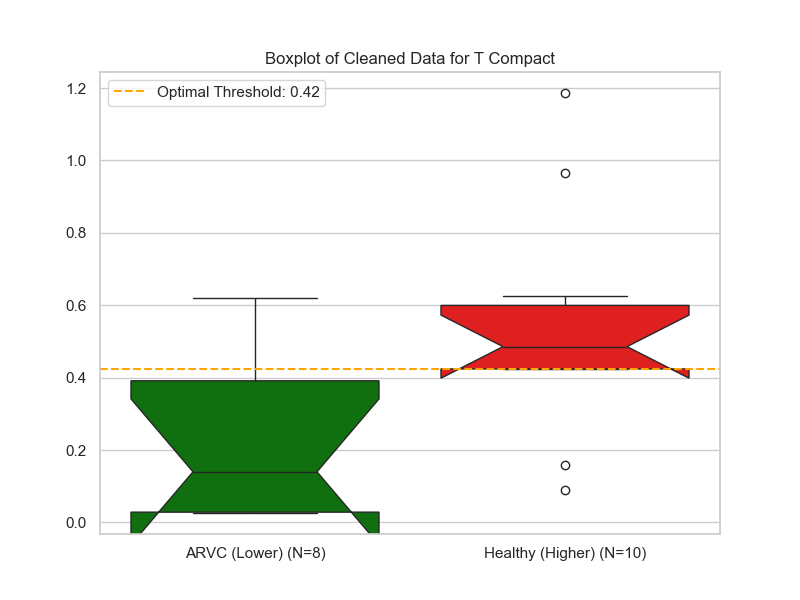 Boxplot of Cleaned Data for T Compact
Optimal Threshold: 0.42
1.2
1.0
0.8
0.6
0.4
0.2
0.0
ARVC (Lower) (N=8)
Healthy (Higher) (N=10)